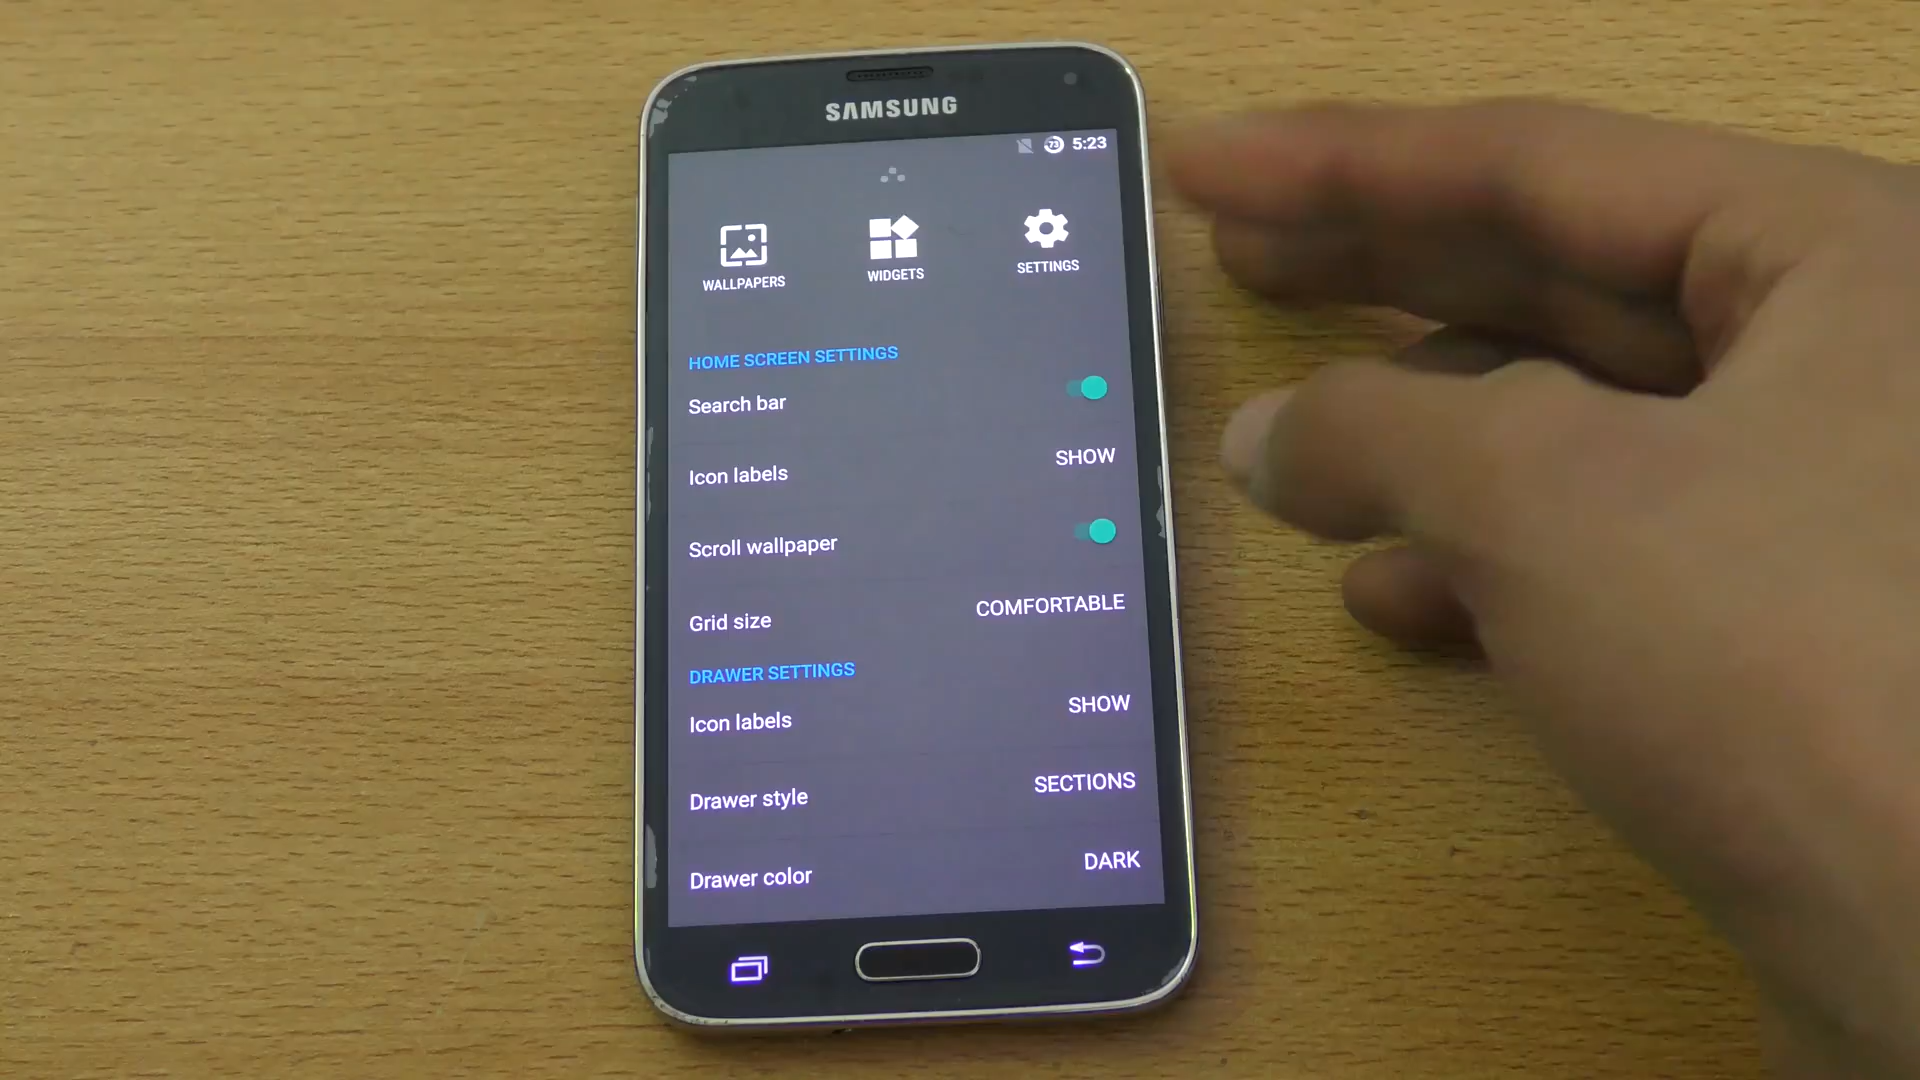 SAMSUNG
73 5:23
WALLPAPERS WIDGETS SETTINGS
HOME SCREEN SETTINGS
Search bar
Icon labels SHOW
Scroll wallpaper
Grid size COMFORTABLE
DRAWER SETTINGS
Icon labels SHOW
Drawer style SECTIONS
Drawer color DARK